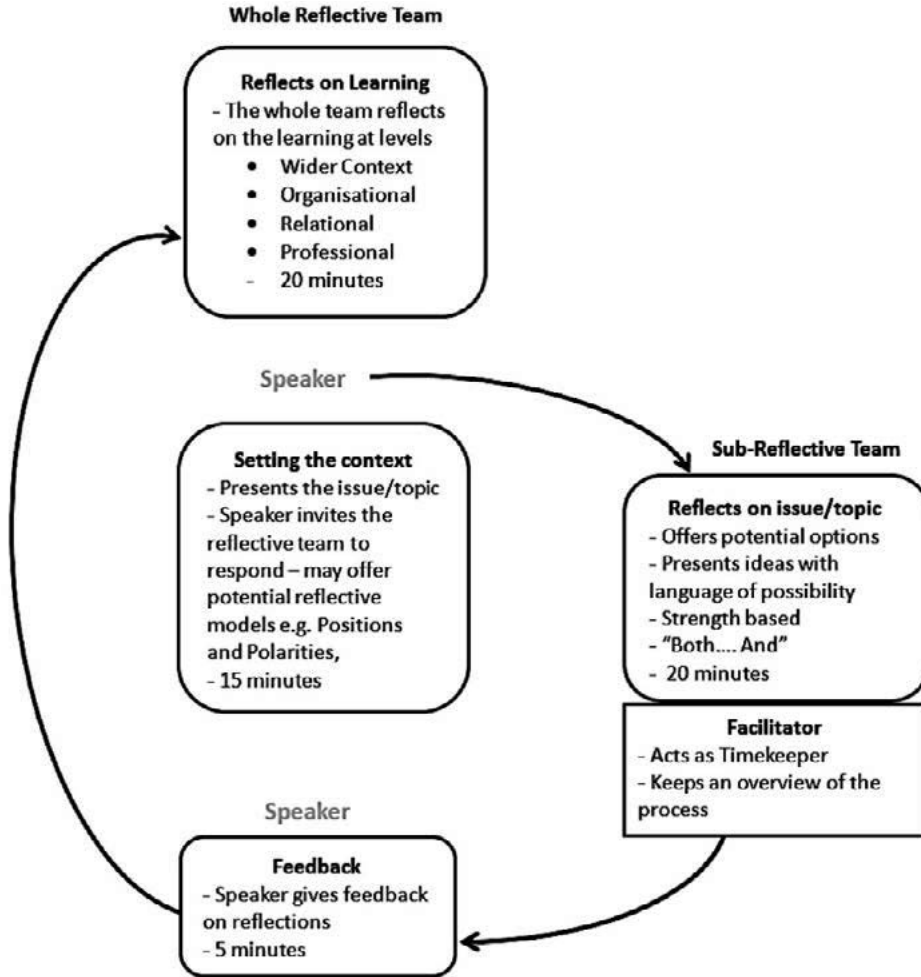 Whole Reflective Team
Reflects on Learning
- The whole team reflects
on the learning at levels
• Wider Context
• Organisational
• Relational
• Professional
- 20 minutes
Speaker
Setting the context
- Presents the issue/topic
- Speaker invites the
reflective team to
respond – may offer
potential reflective
models e.g. Positions
and Polarities,
- 15 minutes
Sub-Reflective Team
Reflects on issue/topic
- Offers potential options
- Presents ideas with
language of possibility
- Strength based
- “Both.... And”
- 20 minutes
Facilitator
- Acts as Timekeeper
- Keeps an overview of the
process
Speaker
Feedback
- Speaker gives feedback
on reflections
- 5 minutes